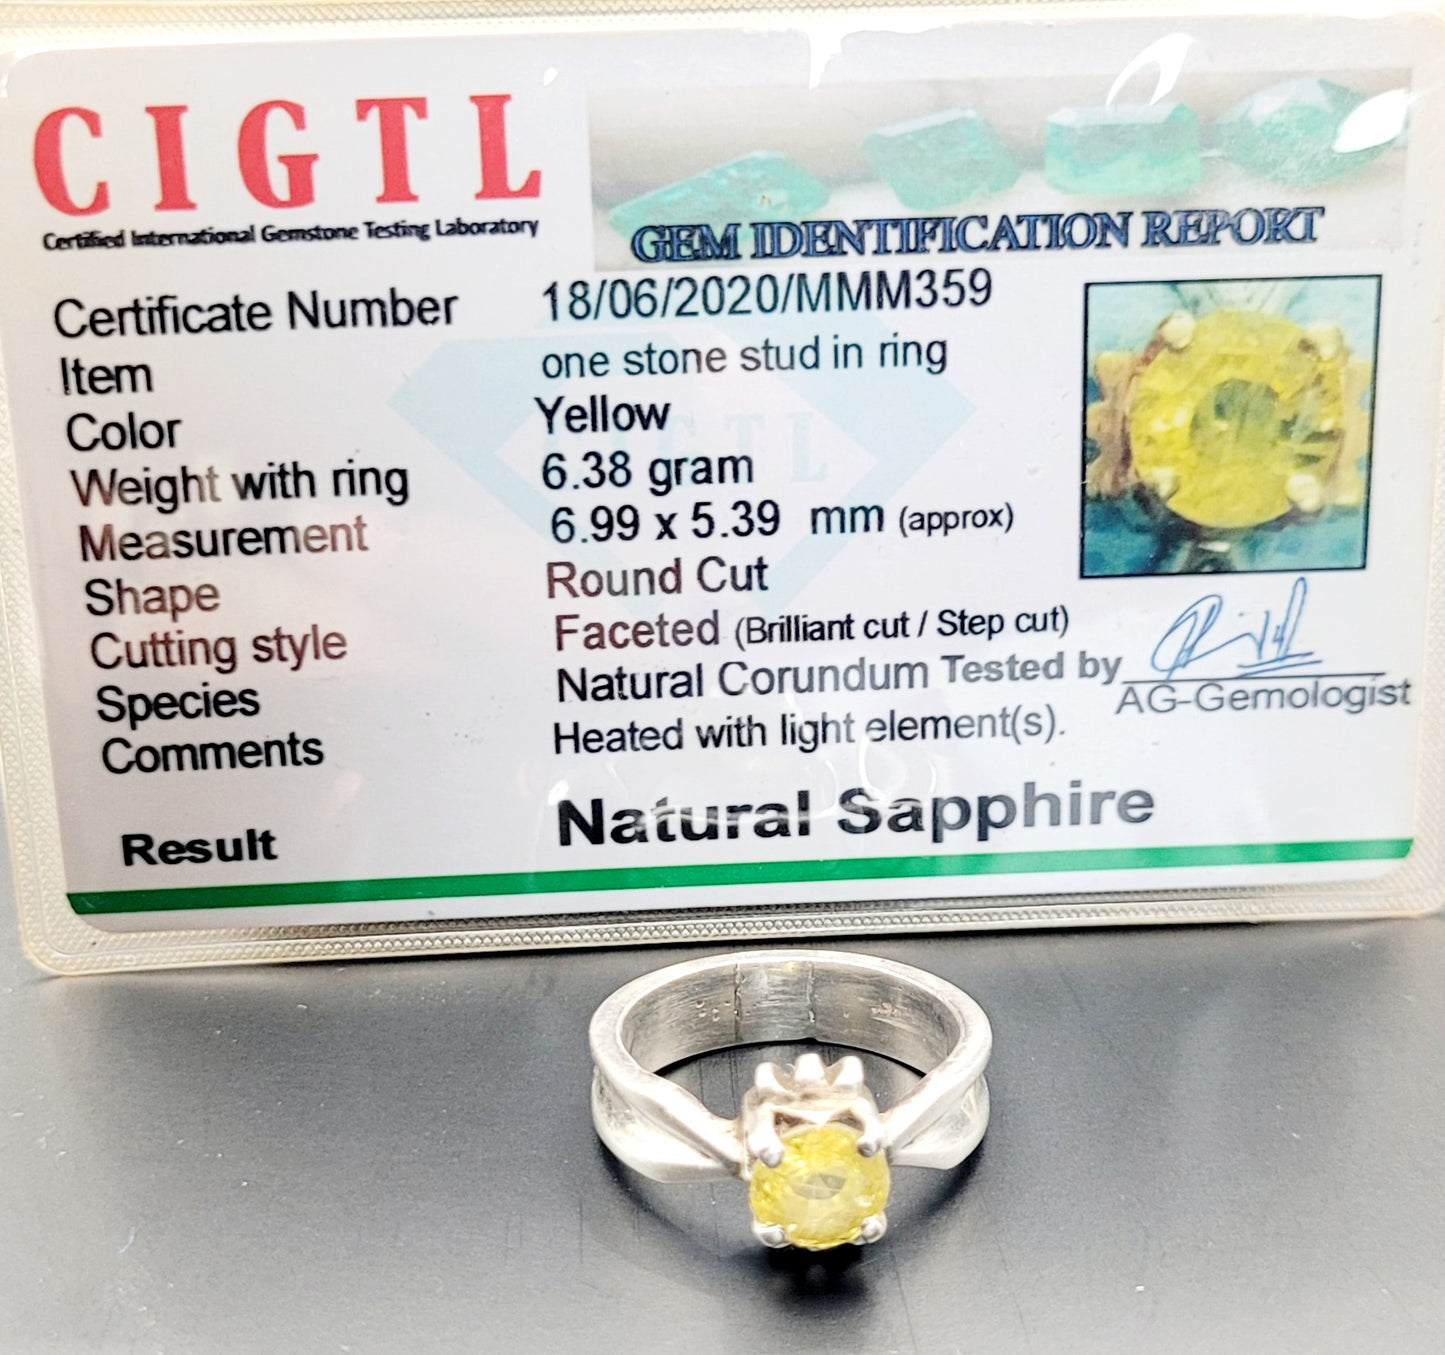 CIGTL
Certified International Gemstone Testing Laboratory
GEM IDENTIFICATION REPORT
Certificate Number 18/06/2020/MMM359
Item one stone stud in ring
Color Yellow
Weight with ring 6.38 gram
Measurement 6.99 x 5.39 mm (approx)
Shape Round Cut
Cutting style Faceted (Brilliant cut / Step cut)
Species Natural Corundum Tested by
AG-Gemologist
Comments Heated with light element(s).
Result Natural Sapphire